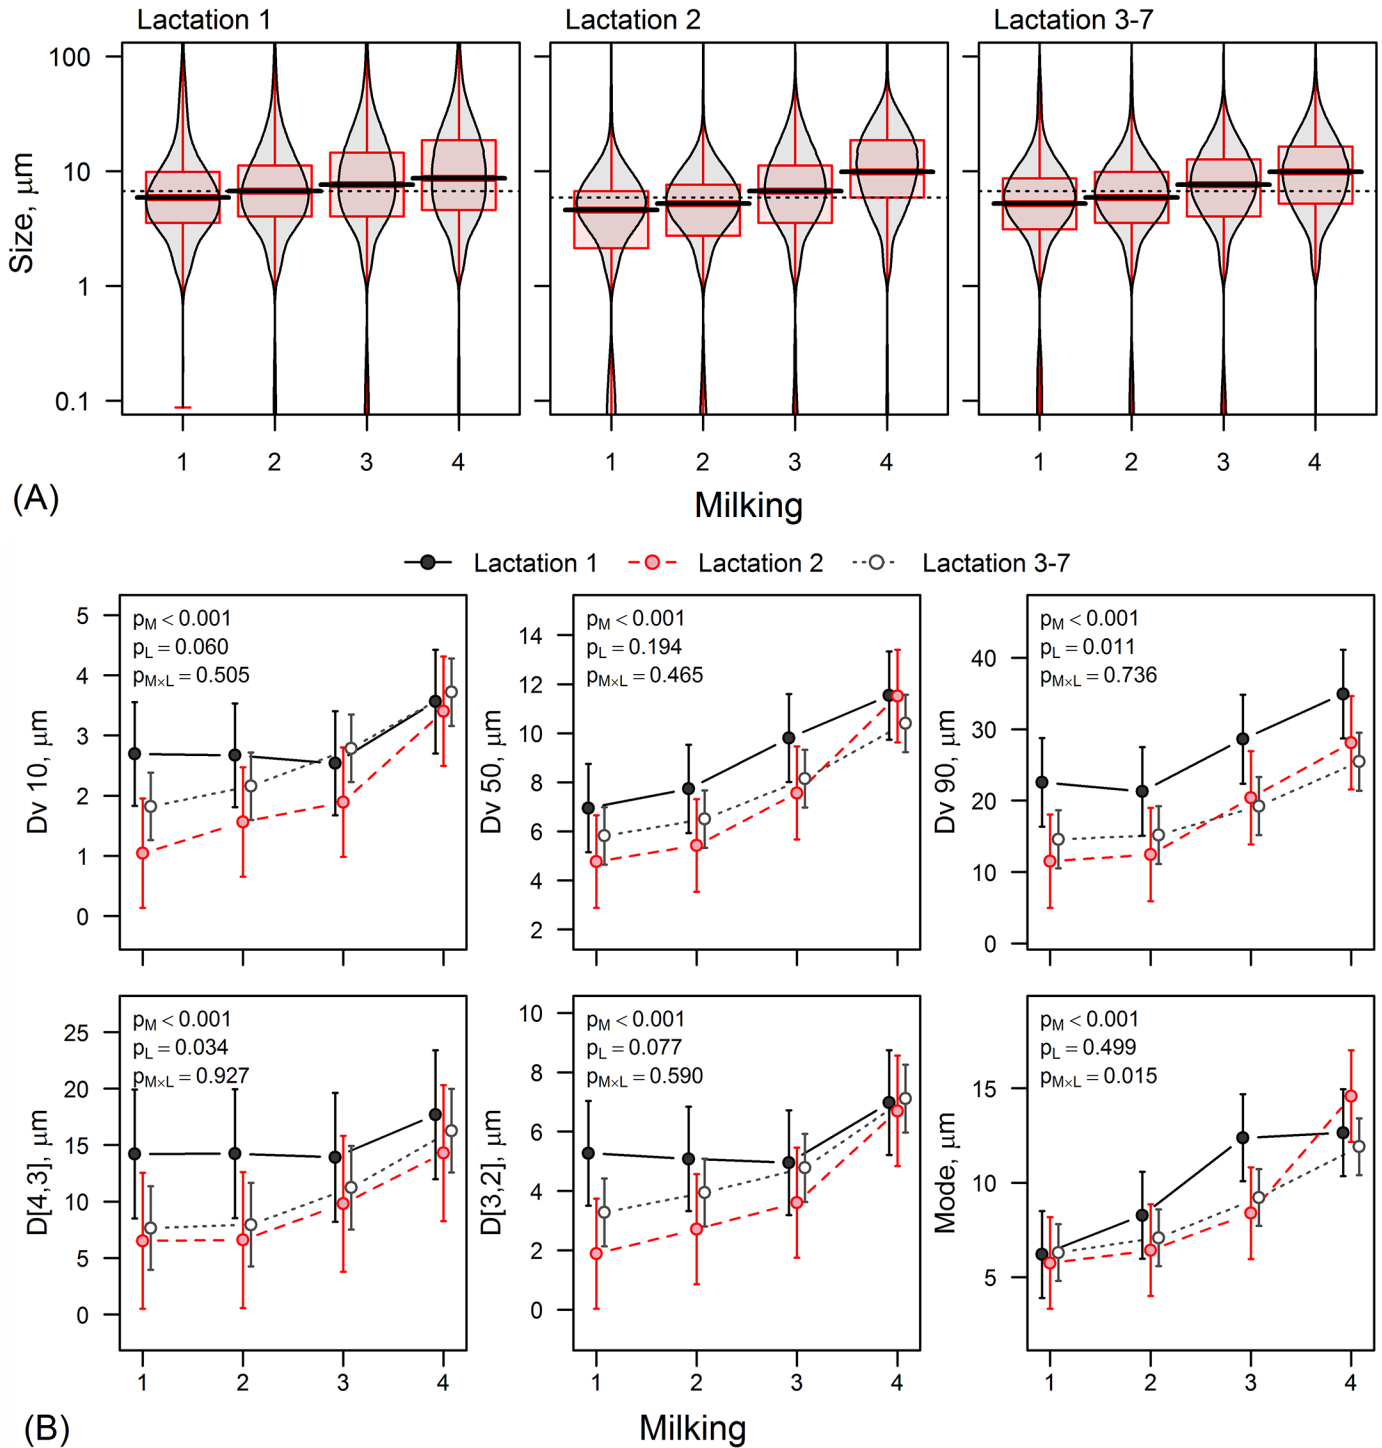 Lactation 1
Lactation 2
Lactation 3-7
Size, μm
100
10
1
0.1
1 2 3 4
1 2 3 4
1 2 3 4
(A)
Milking
Lactation 1
Lactation 2
Lactation 3-7
Dv 10, μm
5
4
3
2
1
0
pM < 0.001
pL = 0.060
pM×L = 0.505
Dv 50, μm
14
12
10
8
6
4
2
pM < 0.001
pL = 0.194
pM×L = 0.465
Dv 90, μm
40
30
20
10
0
pM < 0.001
pL = 0.011
pM×L = 0.736
D[4,3], μm
25
20
15
10
5
0
pM < 0.001
pL = 0.034
pM×L = 0.927
1 2 3 4
D[3,2], μm
10
8
6
4
2
0
pM < 0.001
pL = 0.077
pM×L = 0.590
1 2 3 4
Mode, μm
15
10
5
pM < 0.001
pL = 0.499
pM×L = 0.015
1 2 3 4
(B)
Milking